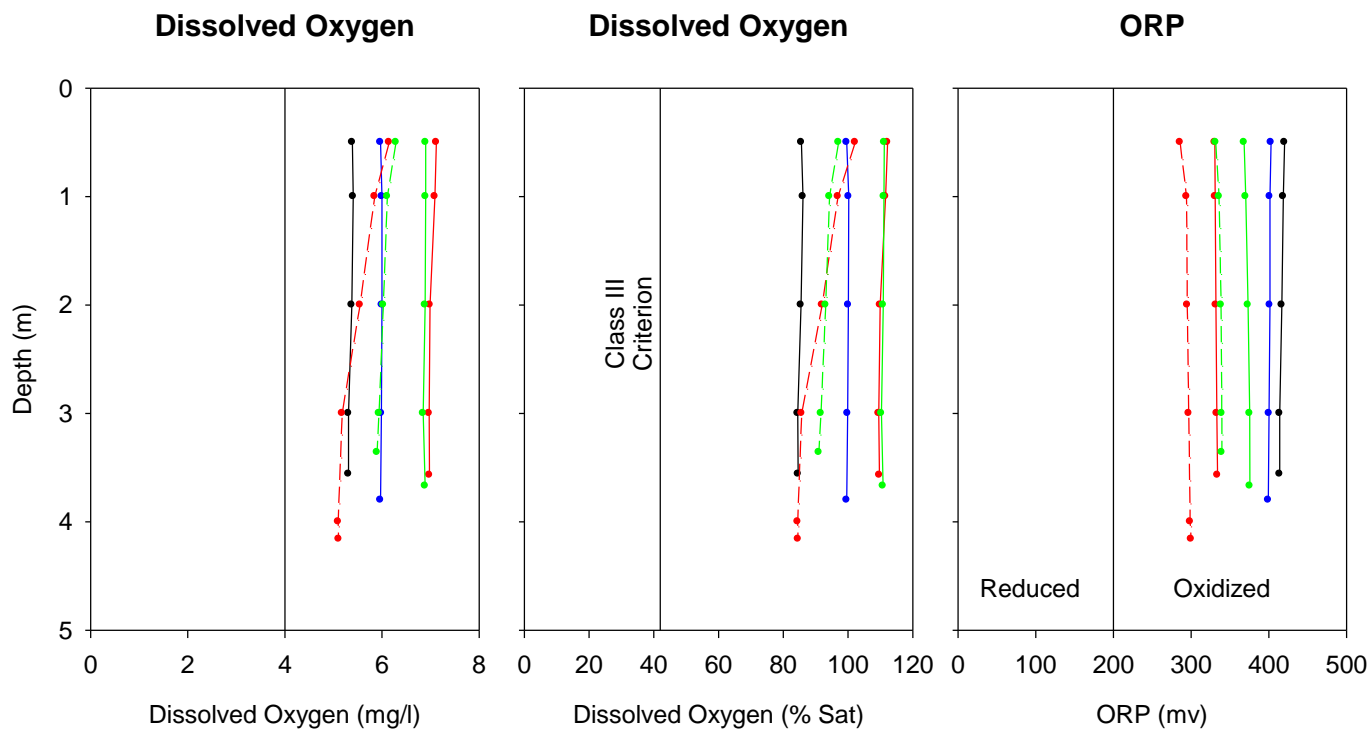 Dissolved Oxygen
Dissolved Oxygen
ORP
Depth (m)
0
1
2
3
4
5
Class III
Criterion
Reduced
Oxidized
0
2
4
6
8
0
20
40
60
80
100
120
0
100
200
300
400
500
Dissolved Oxygen (mg/l)
Dissolved Oxygen (% Sat)
ORP (mv)